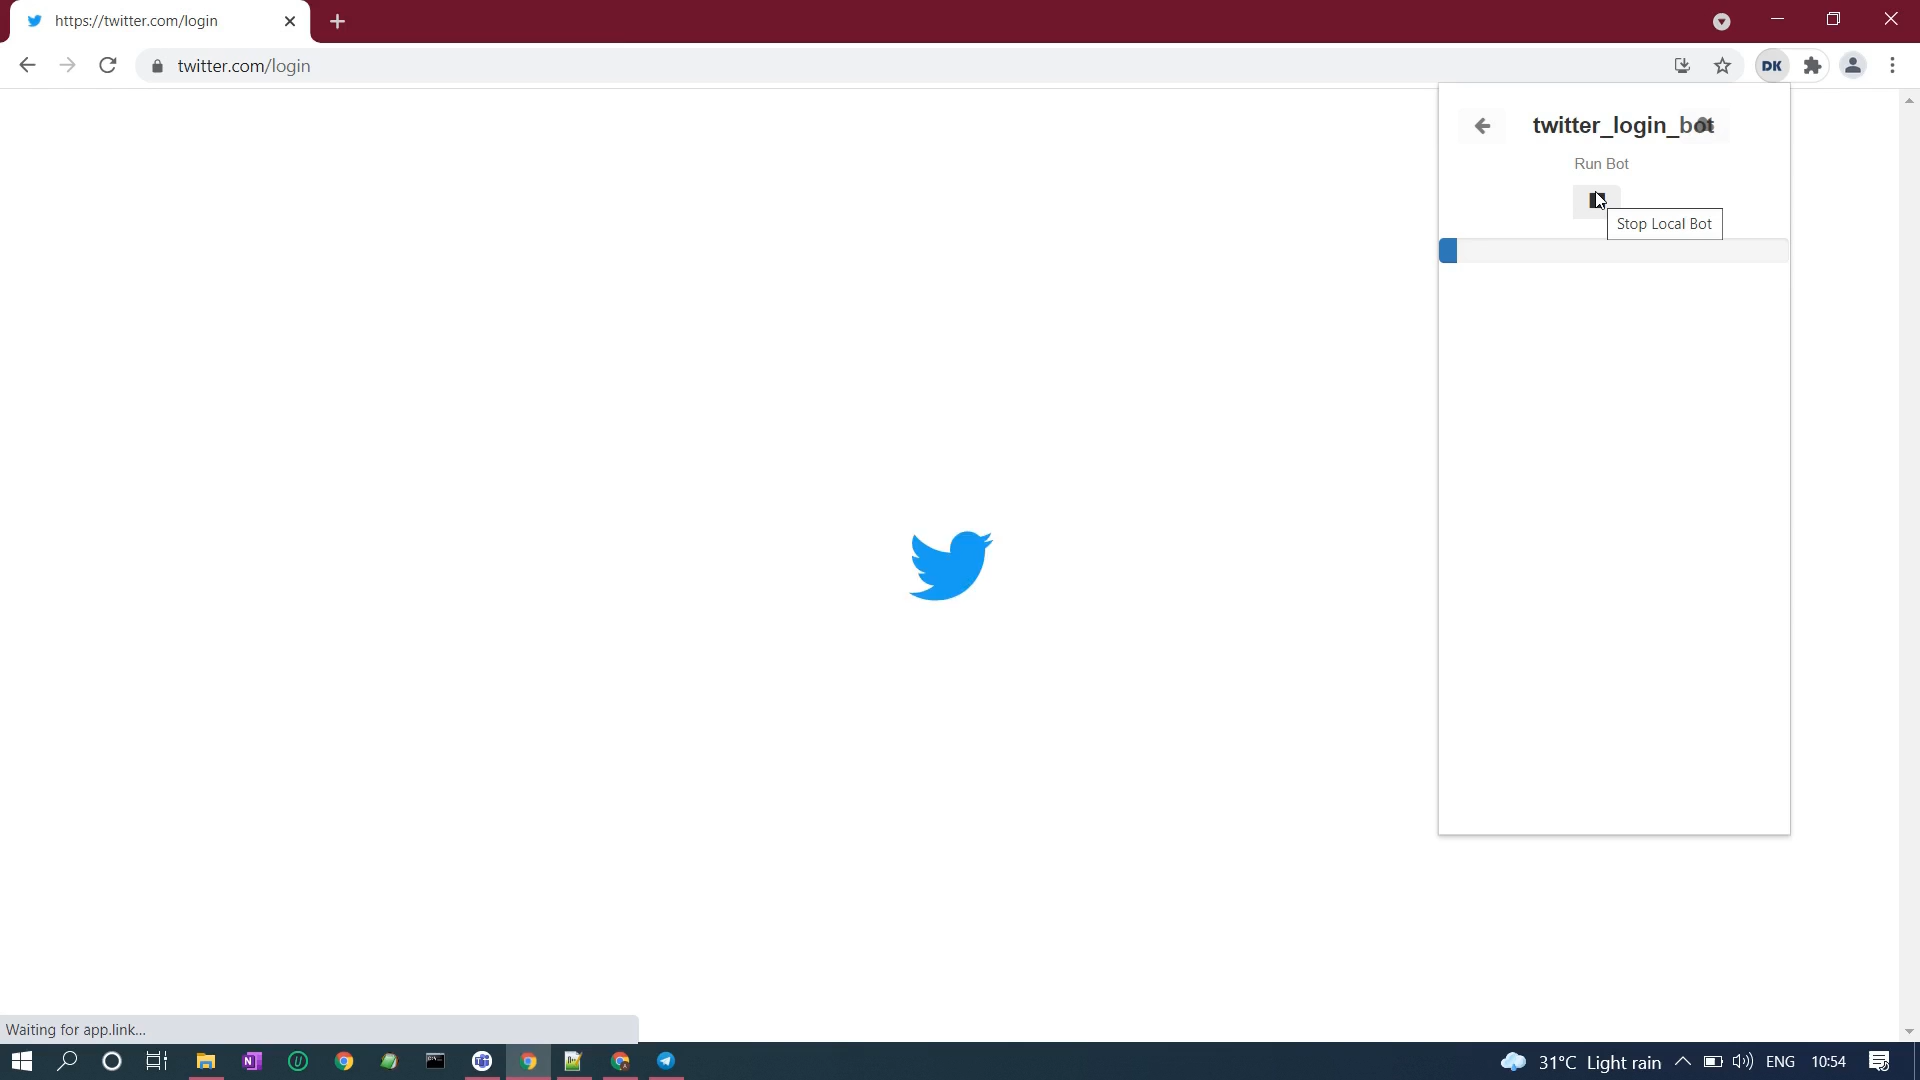 https://twitter.com/login
twitter.com/login
DK
twitter_login_bot
Run Bot
Stop Local Bot
Waiting for app.link...
31°C Light rain
ENG
10:54